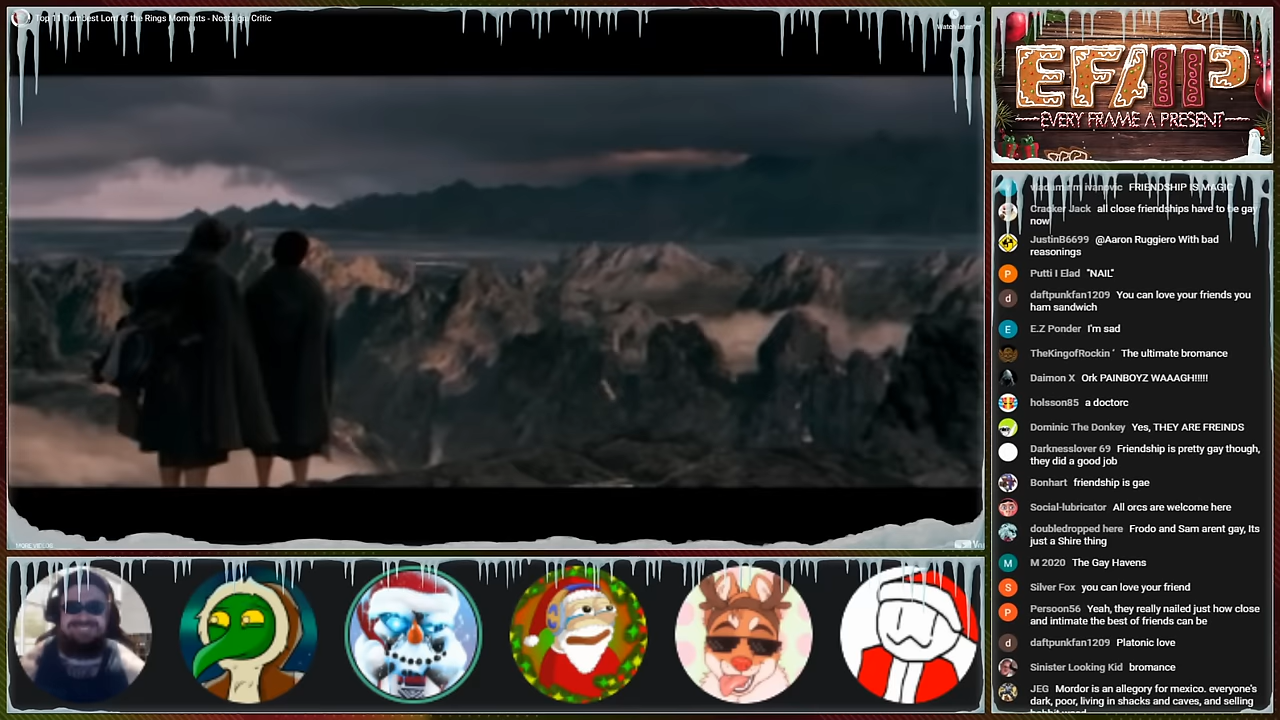 Top 11 Dumbest Lord of the Rings Moments - Nostalgia Critic
Watch later
EFAP
EVERY FRAME A PRESENT
vladamem ivanovic FRIENDSHIP IS MAGIC
Cracker Jack all close friendships have to be gay
now
JustinB6699 @Aaron Ruggiero With bad
reasonings
Putti I Elad "NAIL"
daftpunkfan1209 You can love your friends you
ham sandwich
E.Z Ponder I'm sad
TheKingofRockin ' The ultimate bromance
Daimon X Ork PAINBOYZ WAAAGH!!!!!
holsson85 a doctorc
Dominic The Donkey Yes, THEY ARE FREINDS
Darknesslover 69 Friendship is pretty gay though,
they did a good job
Bonhart friendship is gae
Social-lubricator All orcs are welcome here
doubledropped here Frodo and Sam arent gay, Its
just a Shire thing
M 2020 The Gay Havens
Silver Fox you can love your friend
Persoon56 Yeah, they really nailed just how close
and intimate the best of friends can be
daftpunkfan1209 Platonic love
Sinister Looking Kid bromance
JEG Mordor is an allegory for mexico. everyone's
dark, poor, living in shacks and caves, and selling
MORE VIDEOS